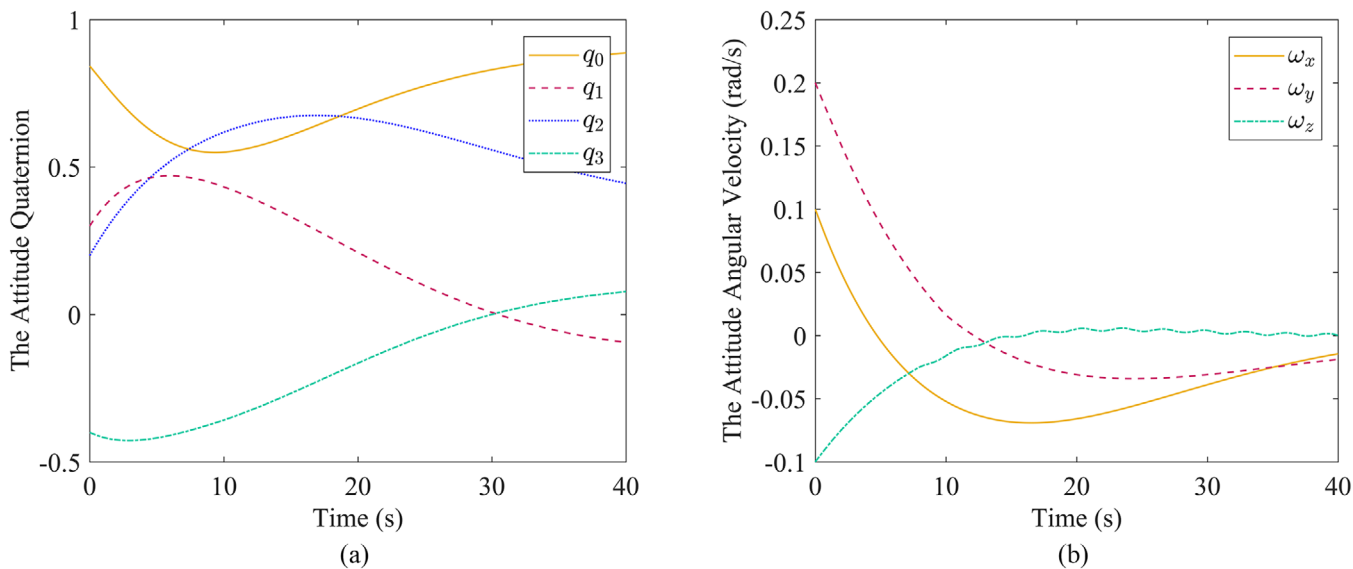 The Attitude Quaternion
1
0.5
0
-0.5
0
10
20
30
40
Time (s)
q0
q1
q2
q3
(a)
The Attitude Angular Velocity (rad/s)
0.25
0.2
0.15
0.1
0.05
0
-0.05
-0.1
0
10
20
30
40
Time (s)
ωx
ωy
ωz
(b)